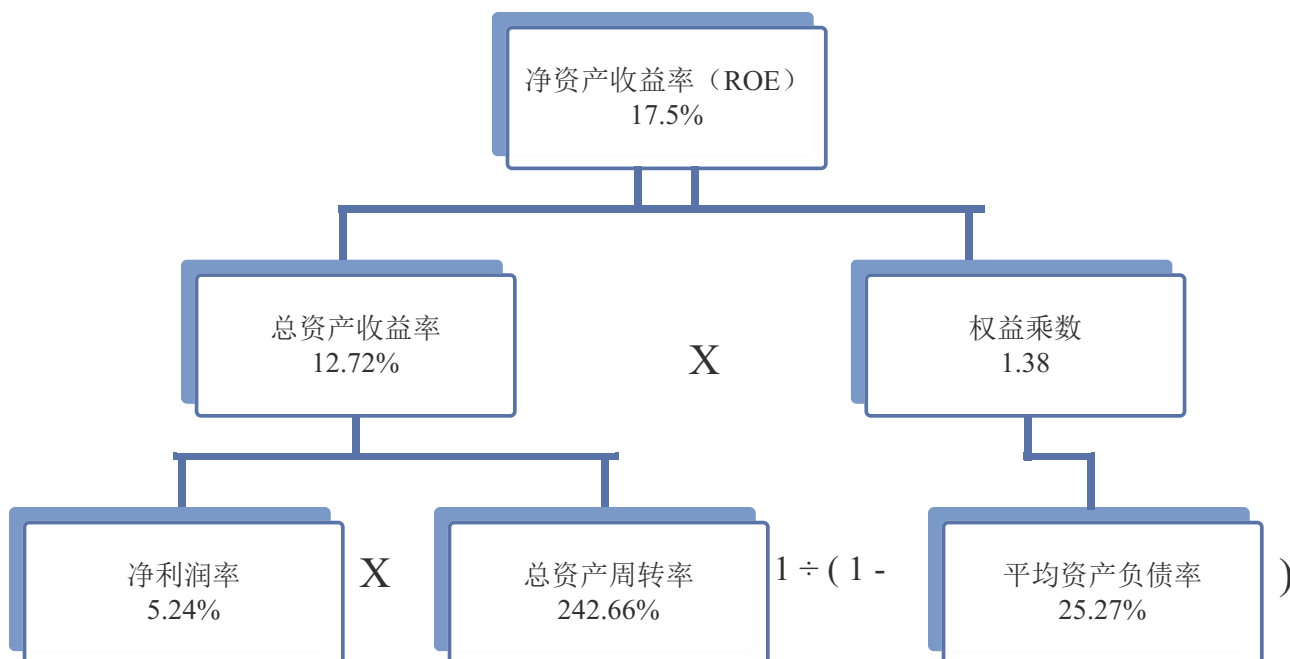 净资产收益率（ROE）
17.5%
总资产收益率
12.72%
X
权益乘数
1.38
净利润率
5.24%
X
总资产周转率
242.66%
1 ÷ ( 1 -
平均资产负债率
25.27%
)